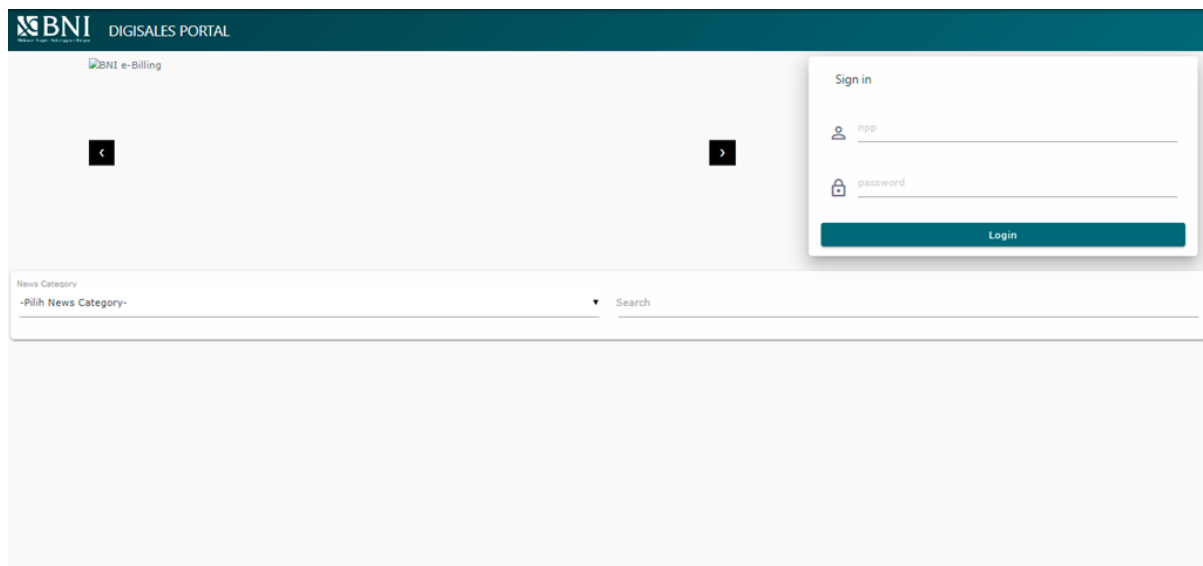 BNI DIGISALES PORTAL
BNI e-Billing
Sign in
npp
password
Login
News Category
-Pilih News Category-
Search